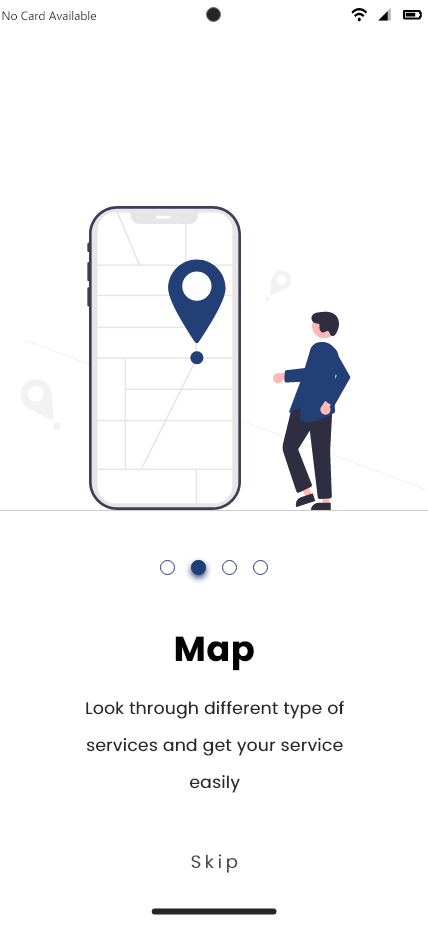 No Card Available
Map
Look through different type of
services and get your service
easily
Skip